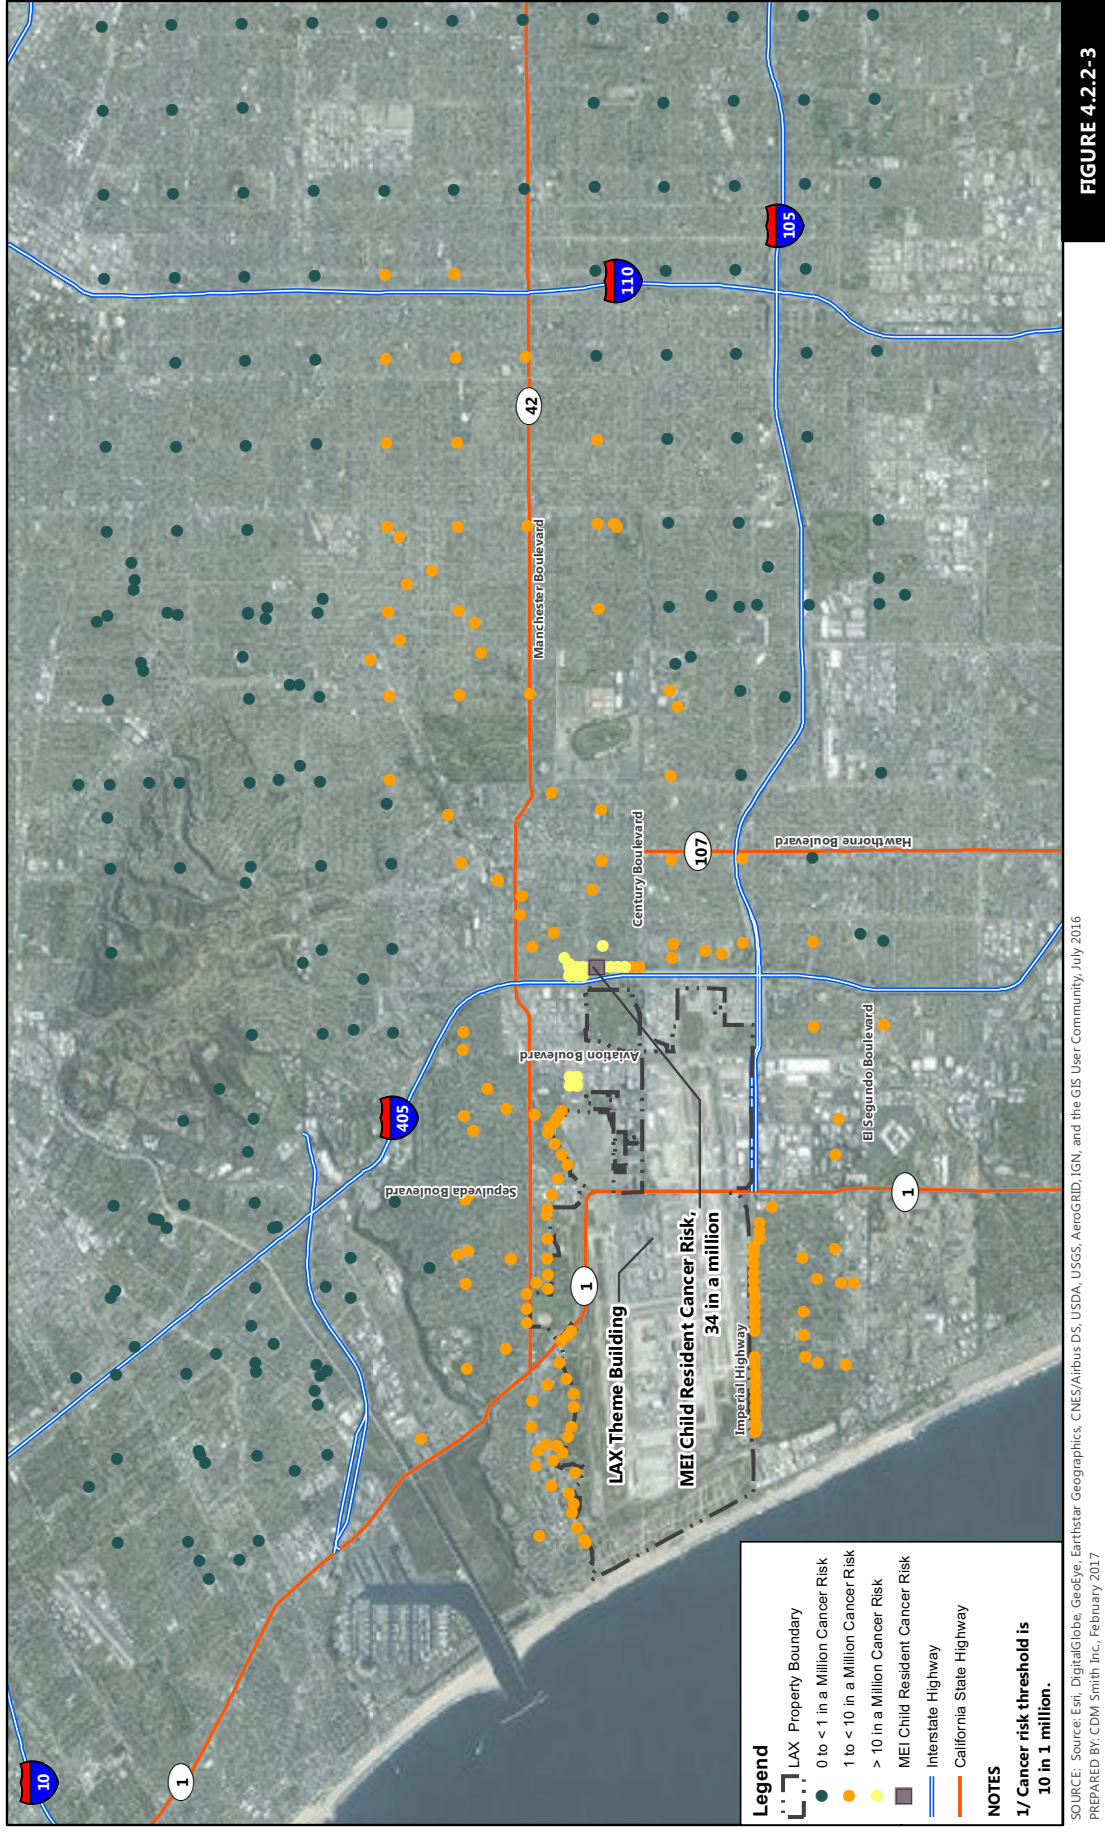 10
1
405
110
105
42
107
1
1
Sepulveda Boulevard
Aviation Boulevard
Manchester Boulevard
Century Boulevard
Hawthorne Boulevard
El Segundo Boulevard
Imperial Highway
LAX Theme Building
MEI Child Resident Cancer Risk,
34 in a million
Legend
LAX Property Boundary
0 to < 1 in a Million Cancer Risk
1 to < 10 in a Million Cancer Risk
> 10 in a Million Cancer Risk
MEI Child Resident Cancer Risk
Interstate Highway
California State Highway
NOTES
1/ Cancer risk threshold is
10 in 1 million.
SOURCE: Source: Esri, DigitalGlobe, GeoEye, Earthstar Geographics, CNES/Airbus DS, USDA, USGS, AeroGRID, IGN, and the GIS User Community, July 2016
PREPARED BY: CDM Smith Inc., February 2017
FIGURE 4.2.2-3